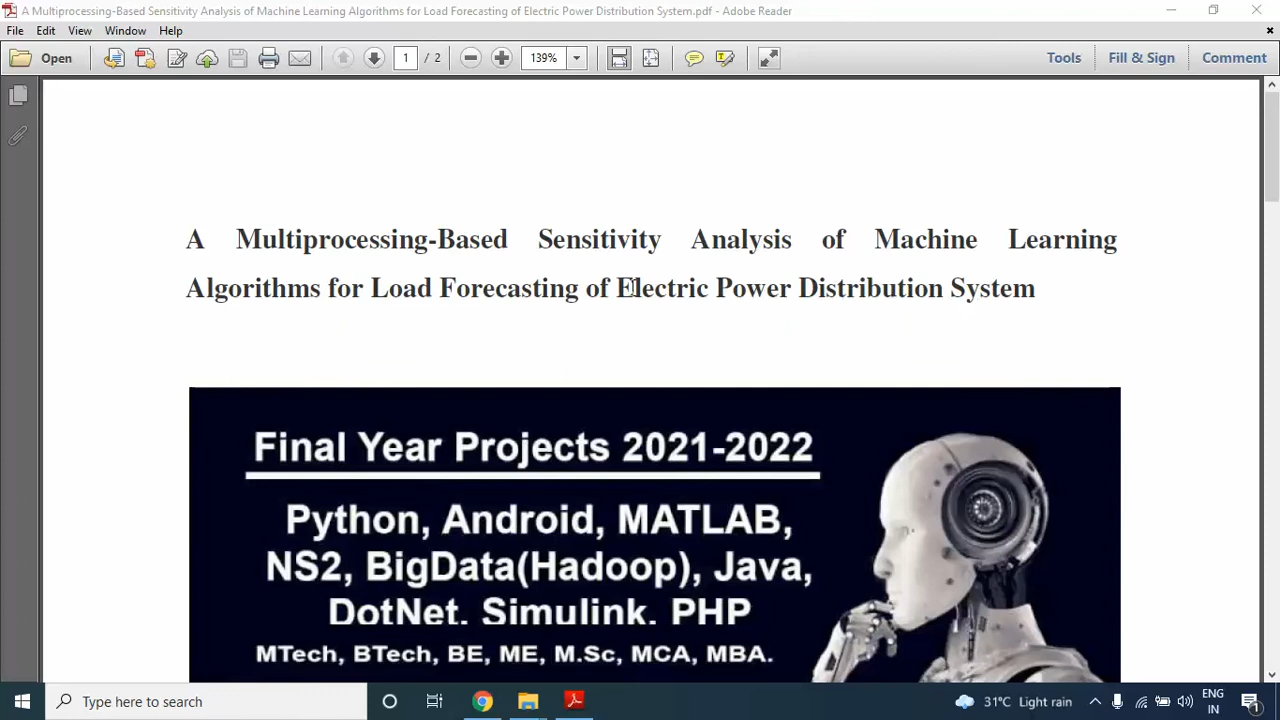 A Multiprocessing-Based Sensitivity Analysis of Machine Learning Algorithms for Load Forecasting of Electric Power Distribution System.pdf - Adobe Reader
File Edit View Window Help
Open 1 / 2 139% Tools Fill & Sign Comment
A Multiprocessing-Based Sensitivity Analysis of Machine Learning
Algorithms for Load Forecasting of Electric Power Distribution System
Final Year Projects 2021-2022
Python, Android, MATLAB,
NS2, BigData(Hadoop), Java,
DotNet, Simulink, PHP
MTech, BTech, BE, ME, M.Sc, MCA, MBA.
Type here to search 31°C Light rain ENG
IN 1